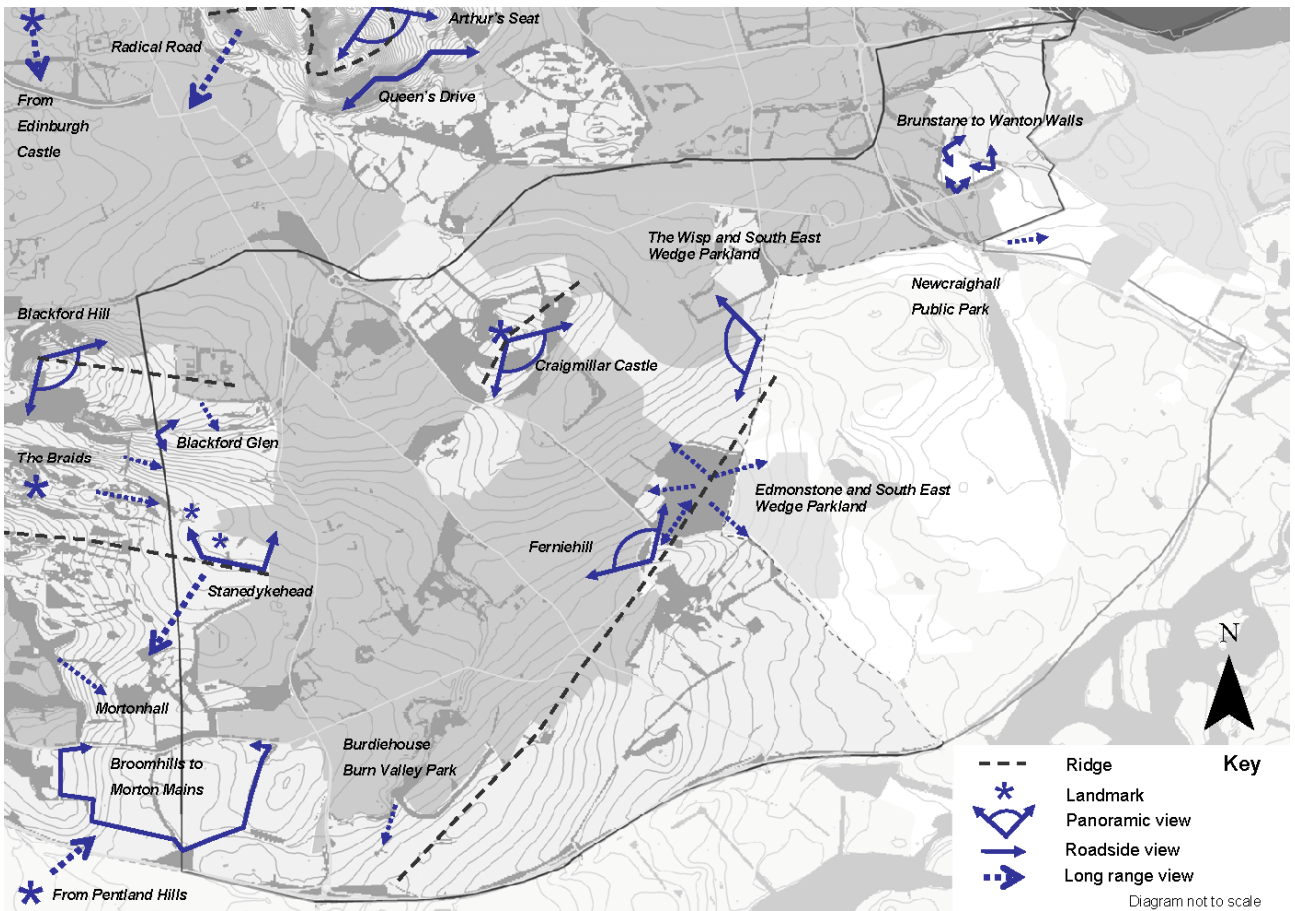 Arthur's Seat
Radical Road
Queen's Drive
From
Edinburgh
Castle
Brunstane to Wanton Walls
The Wisp and South East
Wedge Parkland
Newcraighall
Public Park
Blackford Hill
Craigmillar Castle
Blackford Glen
The Braids
Edmonstone and South East
Wedge Parkland
Ferniehill
Stanedykehead
Mortonhall
Burdiehouse
Burn Valley Park
Broomhills to
Morton Mains
From Pentland Hills
N
Key
Ridge
Landmark
Panoramic view
Roadside view
Long range view
Diagram not to scale